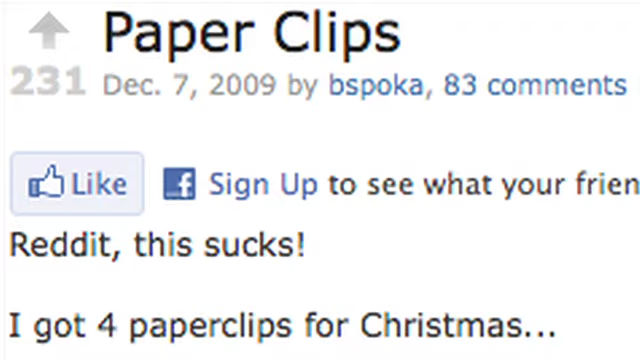 Paper Clips
231 Dec. 7, 2009 by bspoka, 83 comments
Like Sign Up to see what your frien
Reddit, this sucks!
I got 4 paperclips for Christmas...